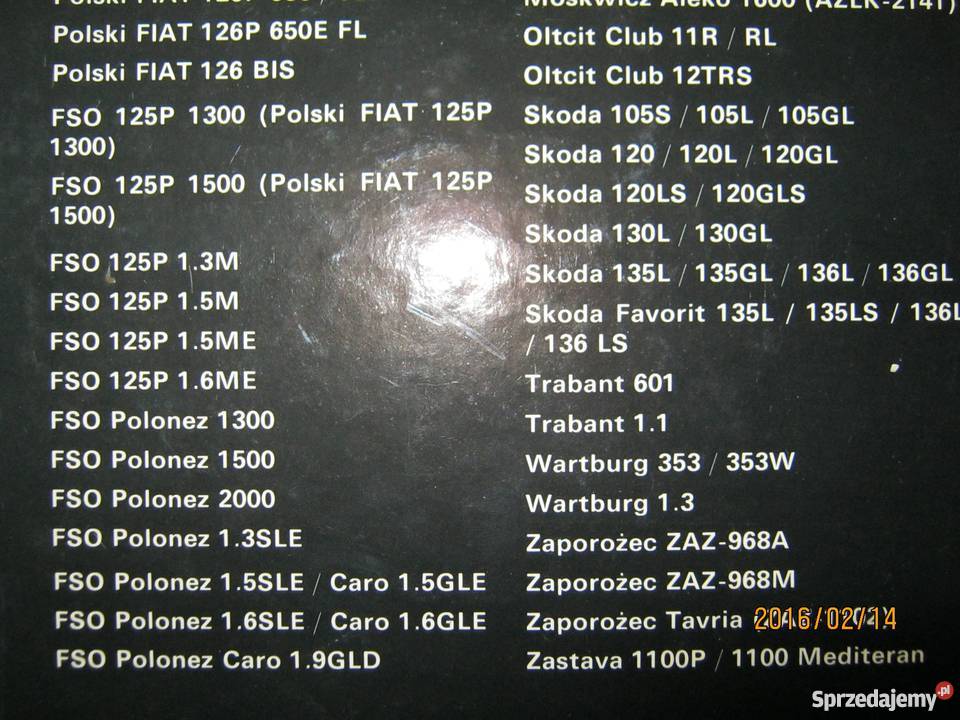 Polski FIAT 126P 650E FL
Polski FIAT 126 BIS
FSO 125P 1300 (Polski FIAT 125P
1300)
FSO 125P 1500 (Polski FIAT 125P
1500)
FSO 125P 1.3M
FSO 125P 1.5M
FSO 125P 1.5ME
FSO 125P 1.6ME
FSO Polonez 1300
FSO Polonez 1500
FSO Polonez 2000
FSO Polonez 1.3SLE
FSO Polonez 1.5SLE / Caro 1.5GLE
FSO Polonez 1.6SLE / Caro 1.6GLE
FSO Polonez Caro 1.9GLD
Moskwicz Aleko 1600 (AZLK-2141)
Oltcit Club 11R / RL
Oltcit Club 12TRS
Skoda 105S / 105L / 105GL
Skoda 120 / 120L / 120GL
Skoda 120LS / 120GLS
Skoda 130L / 130GL
Skoda 135L / 135GL / 136L / 136GL
Skoda Favorit 135L / 135LS / 136L
/ 136 LS
Trabant 601
Trabant 1.1
Wartburg 353 / 353W
Wartburg 1.3
Zaporożec ZAZ-968A
Zaporożec ZAZ-968M
Zaporożec Tavria
Zastava 1100P / 1100 Mediteran
2016/02/14
Sprzedajemy.pl